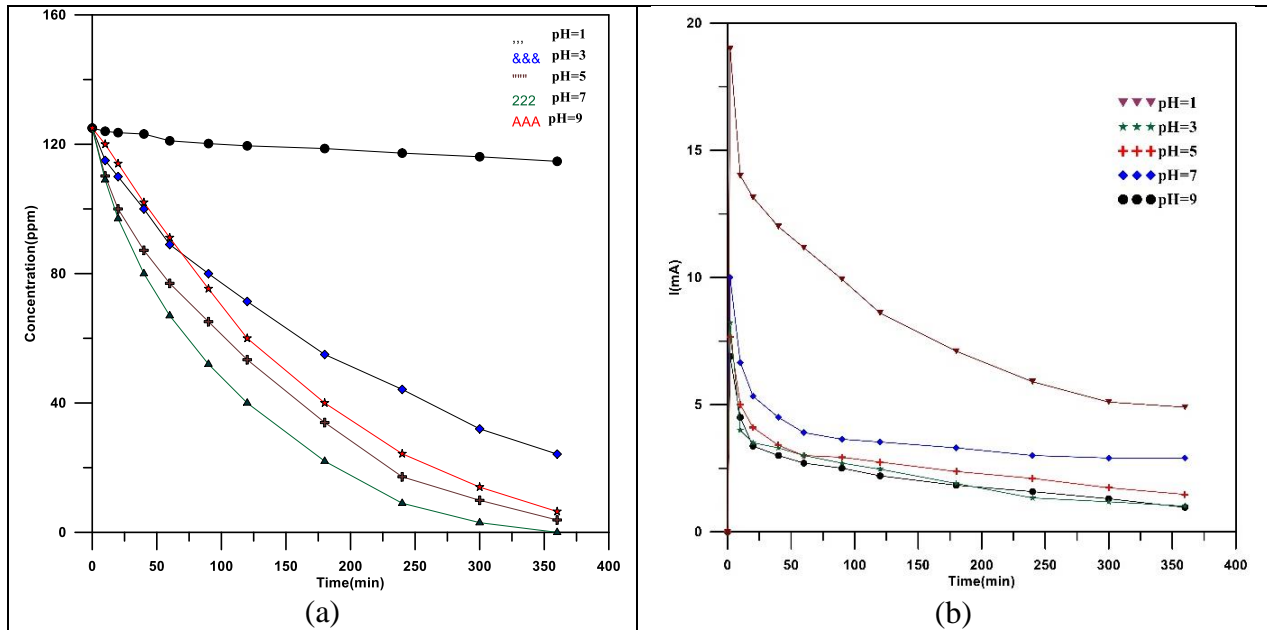 160
120
80
40
0
Concentration(ppm)
,,, pH=1
&&& pH=3
""" pH=5
222 pH=7
AAA pH=9
0 50 100 150 200 250 300 350 400
Time(min)
(a)
20
15
10
5
0
I(mA)
pH=1
pH=3
pH=5
pH=7
pH=9
0 50 100 150 200 250 300 350 400
Time(min)
(b)